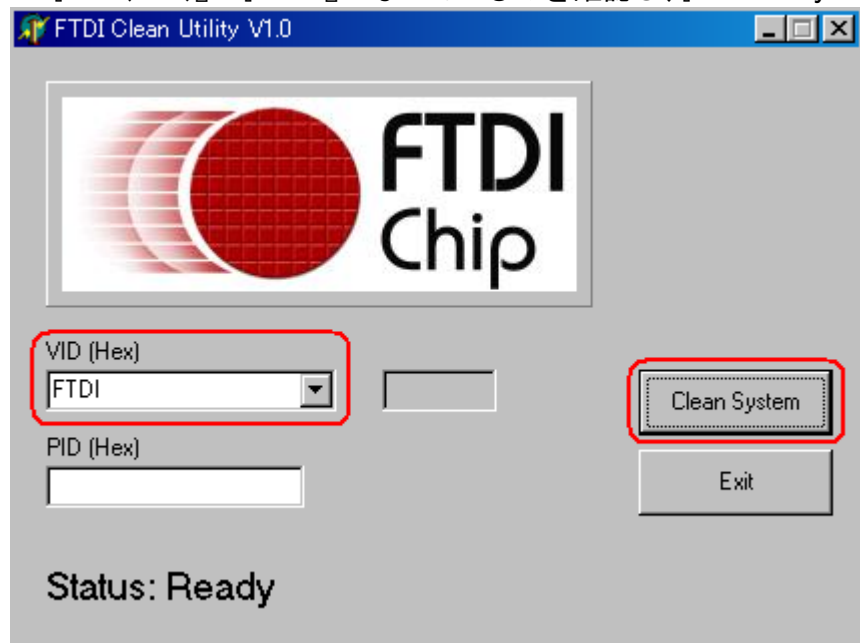 FTDI Clean Utility V1.0
FTDI
Chip
VID (Hex)
FTDI
Clean System
PID (Hex)
Exit
Status: Ready